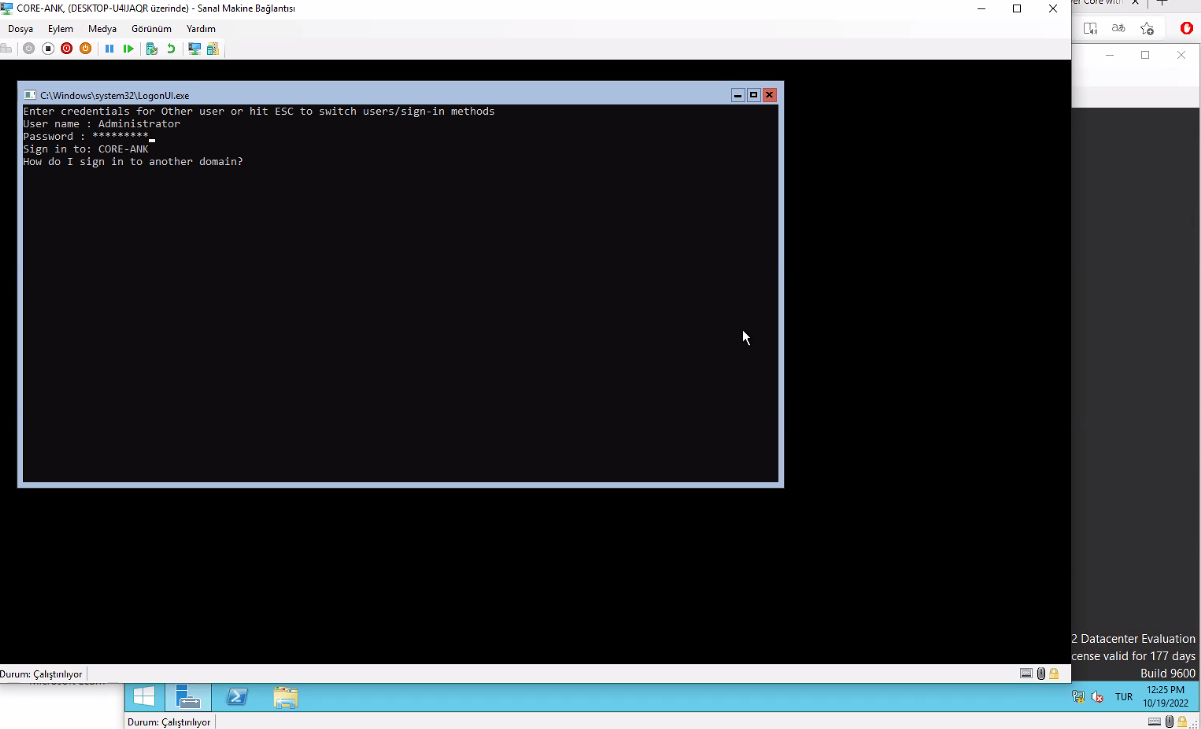 CORE-ANK, (DESKTOP-U4IJAQR üzerinde) - Sanal Makine Bağlantısı
Dosya Eylem Medya Görünüm Yardım
C:\Windows\system32\LogonUI.exe
Enter credentials for Other user or hit ESC to switch users/sign-in methods
User name : Administrator
Password : *********
Sign in to: CORE-ANK
How do I sign in to another domain?
2 Datacenter Evaluation
cense valid for 177 days
Build 9600
Durum: Çalıştırılıyor
TUR
12:25 PM
10/19/2022
Durum: Çalıştırılıyor